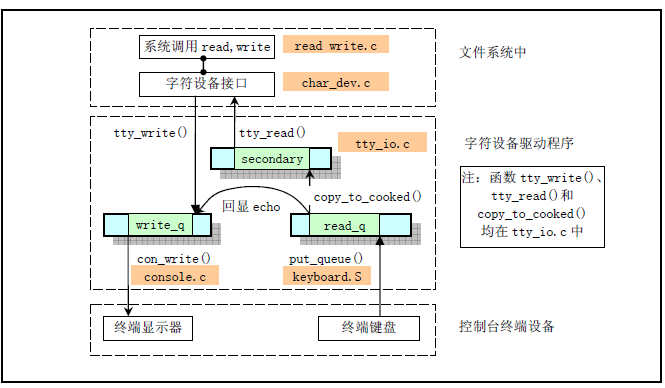 系统调用 read,write
read write.c
文件系统中
字符设备接口
char_dev.c
tty_write()
tty_read()
tty_io.c
字符设备驱动程序
secondary
注：函数 tty_write()、
tty_read()和
copy_to_cooked()
均在 tty_io.c 中
copy_to_cooked()
回显 echo
write_q
read_q
con_write()
put_queue()
console.c
keyboard.S
终端显示器
终端键盘
控制台终端设备